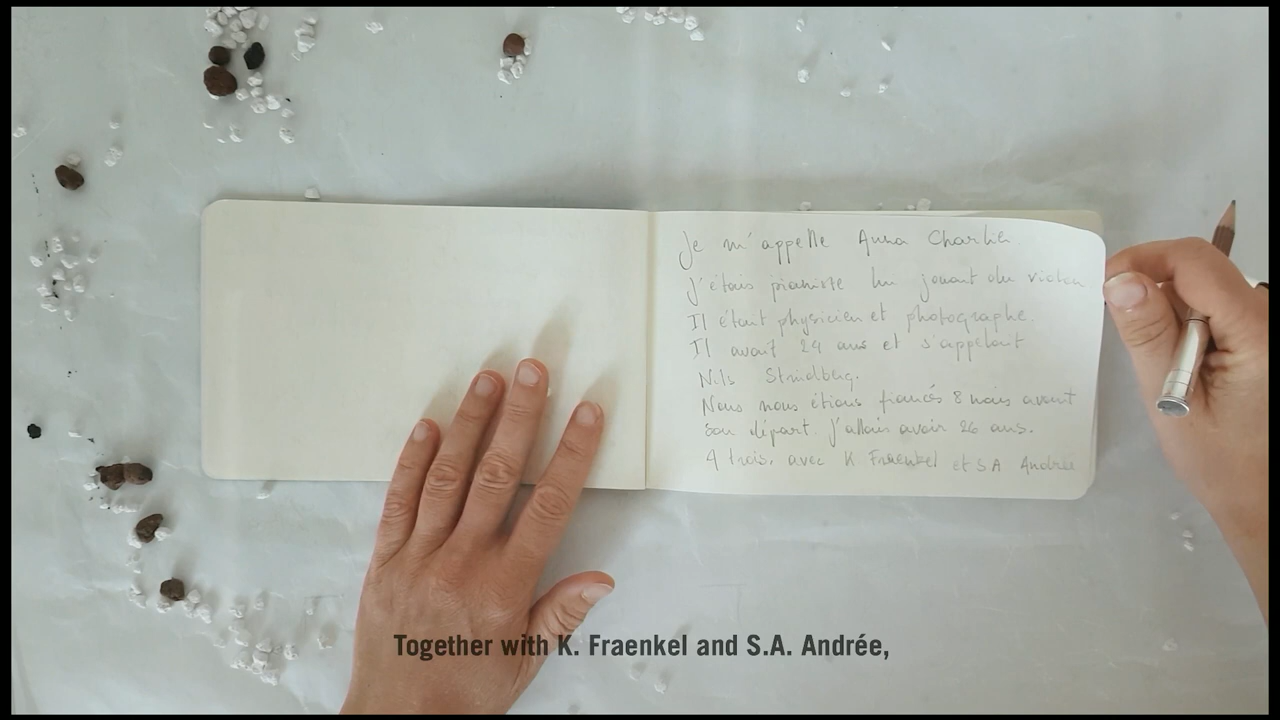 Je m'appelle Anna Charlier.
J'étais pianiste lui jouant du violon
Il était physicien et photographe.
Il avait 24 ans et s'appelait
Nils Strindberg.
Nous nous étions fiancés 8 mois avant
son départ. J'allais avoir 26 ans.
A trois, avec K Fraenkel et S A Andrée
Together with K. Fraenkel and S.A. Andrée,